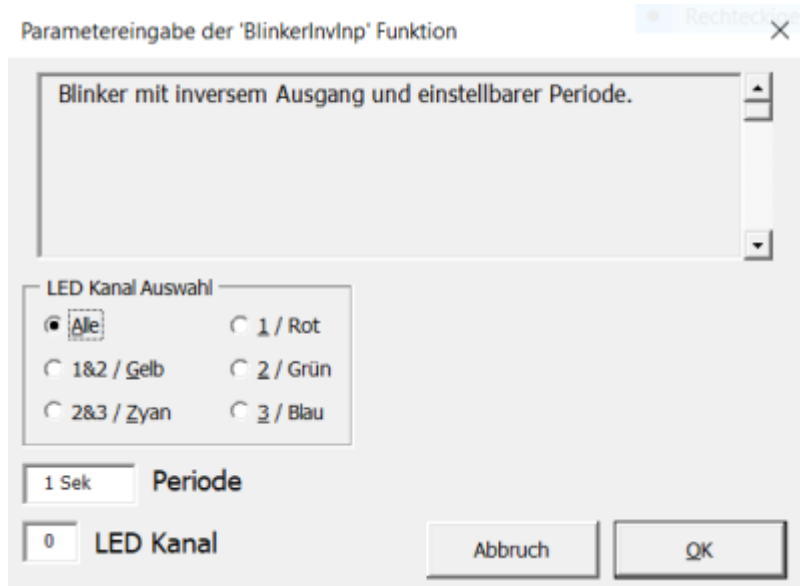 Rechteckige
Parametereingabe der 'BlinkerInvInp' Funktion
Blinker mit inversem Ausgang und einstellbarer Periode.
LED Kanal Auswahl
Alle
1 / Rot
1&2 / Gelb
2 / Grün
2&3 / Zyan
3 / Blau
1 Sek
Periode
0
LED Kanal
Abbruch
OK